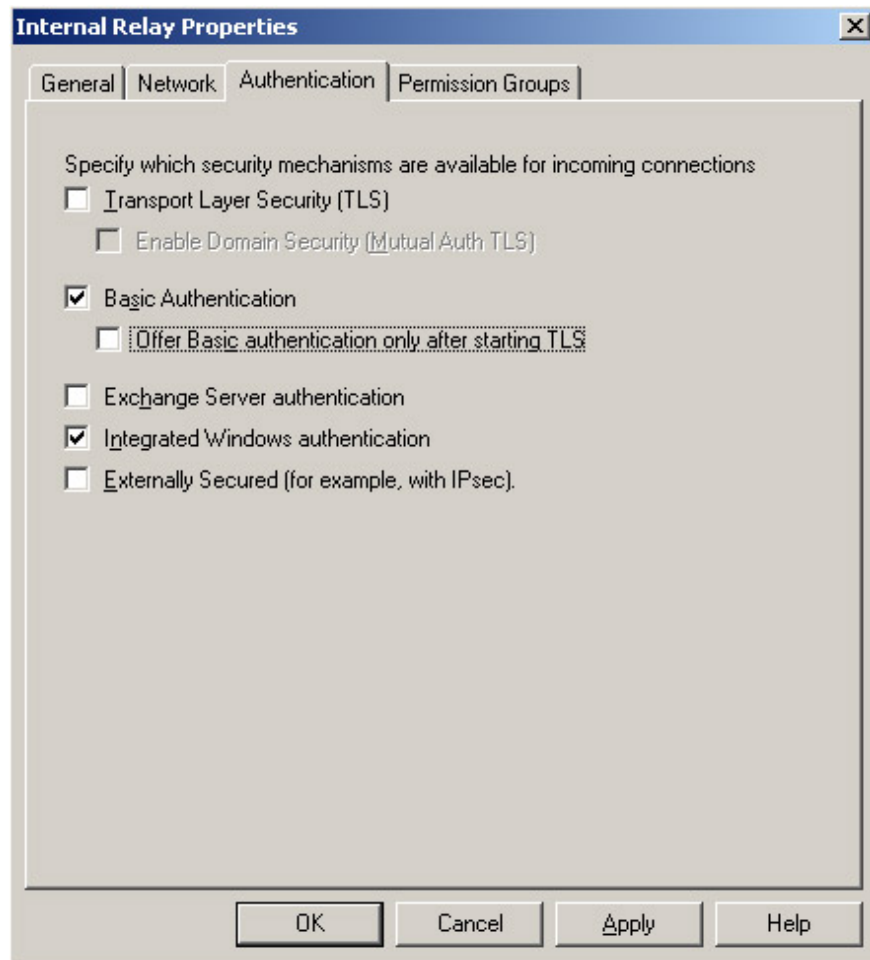 Internal Relay Properties
General Network Authentication Permission Groups
Specify which security mechanisms are available for incoming connections
Transport Layer Security (TLS)
Enable Domain Security (Mutual Auth TLS)
Basic Authentication
Offer Basic authentication only after starting TLS
Exchange Server authentication
Integrated Windows authentication
Externally Secured (for example, with IPsec).
OK Cancel Apply Help